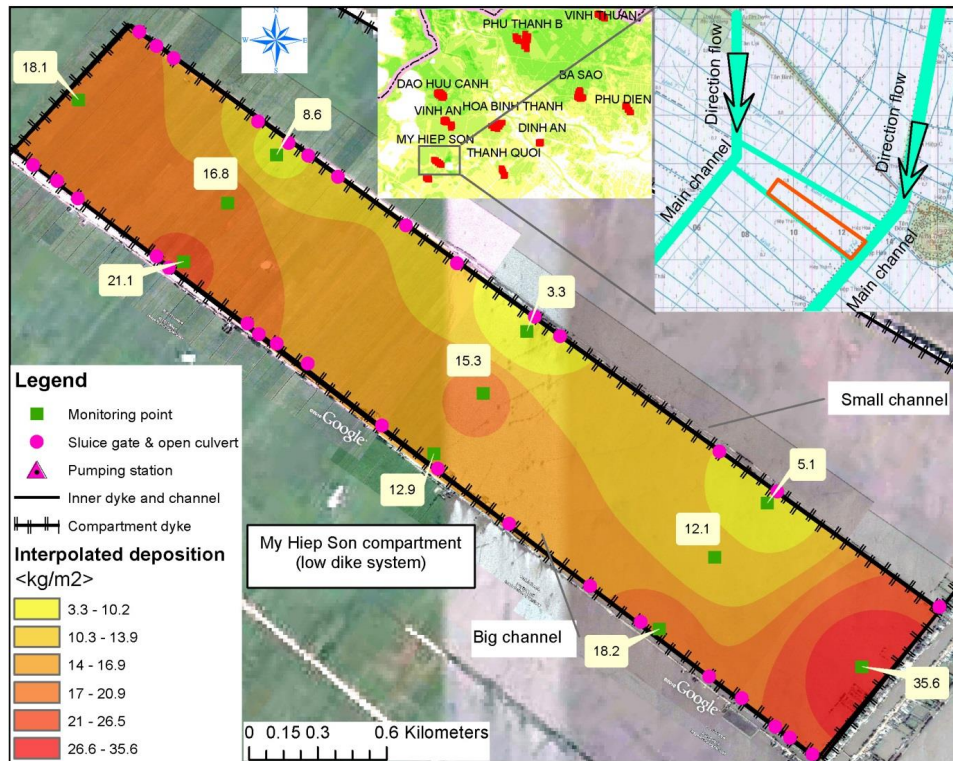 18.1
8.6
16.8
21.1
3.3
15.3
12.9
5.1
12.1
18.2
35.6
N
W
E
S
VINH THUAN
PHU THANH B
DAO HUU CANH
BA SAO
VINH AN
HOA BINH THANH
PHU DIEN
DINH AN
MY HIEP SON
THANH QUOI
Direction flow
Direction flow
Main channel
Main channel
06
08
10
12
14
Small channel
Big channel
Google
Google
My Hiep Son compartment
(low dike system)
Legend
Monitoring point
Sluice gate & open culvert
Pumping station
Inner dyke and channel
Compartment dyke
Interpolated deposition
<kg/m2>
3.3 - 10.2
10.3 - 13.9
14 - 16.9
17 - 20.9
21 - 26.5
26.6 - 35.6
0 0.15 0.3 0.6 Kilometers